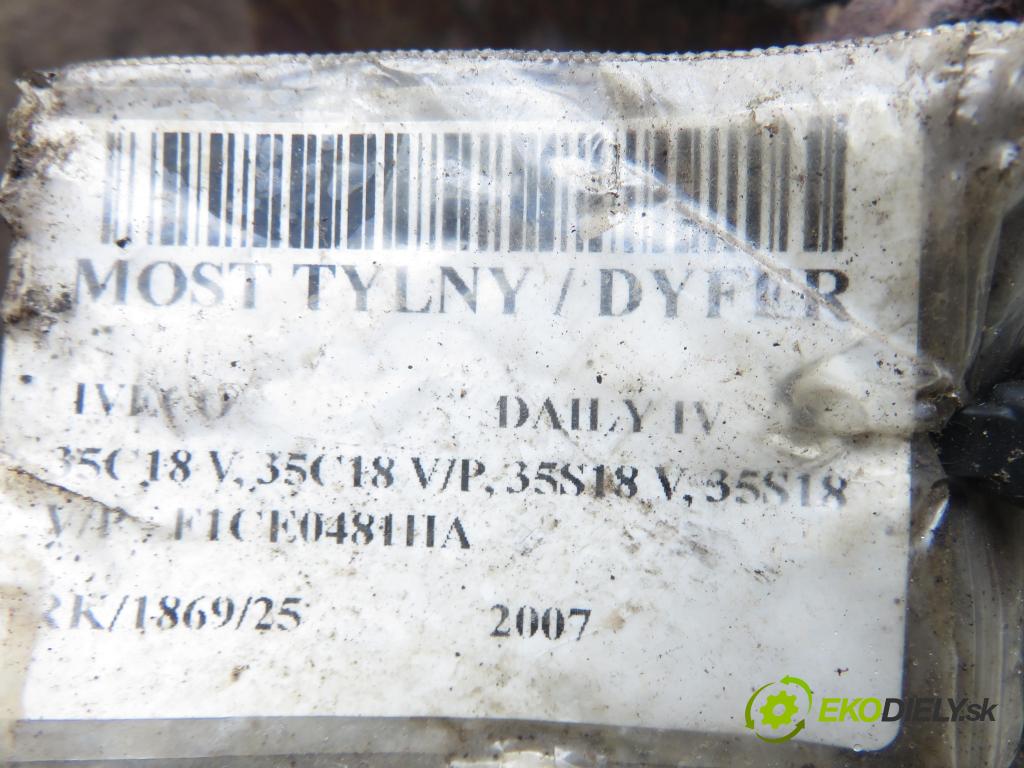 MOST TYLNY / DYFER
IVECO DAILY IV
35C18 V, 35C18 V/P, 35S18 V, 35S18
V/P F1CE0481HA
RK/1869/25 2007
EKODIELY.sk